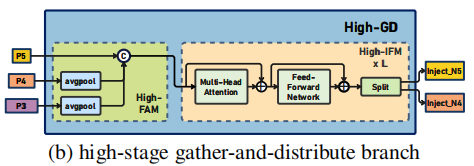 High-GD
P5
P4
P3
avgpool
avgpool
C
High-
FAM
High-IFM
x L
Multi-Head
Attention
Feed-
Forward
Network
Split
Inject_N5
Inject_N4
(b) high-stage gather-and-distribute branch